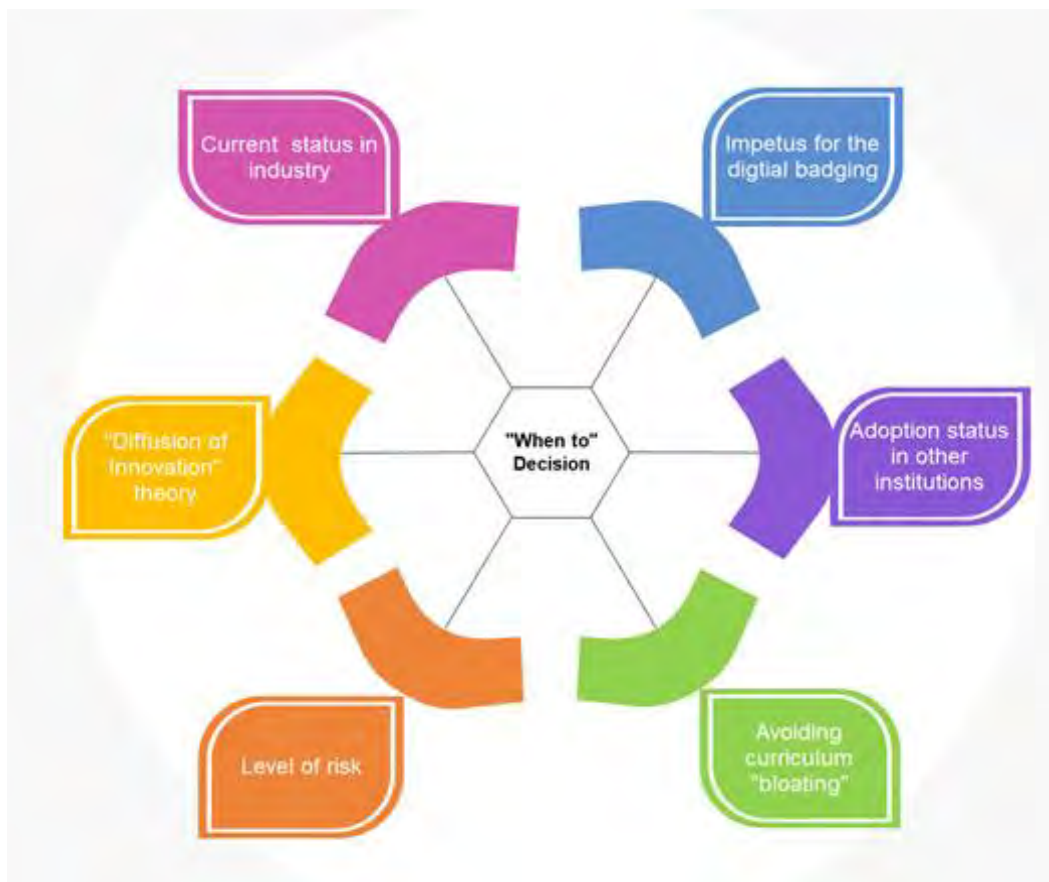 Current status in
industry
Impetus for the
digtial badging
"Diffusion of
Innovation"
theory
"When to"
Decision
Adoption status
in other
institutions
Level of risk
Avoiding
curriculum
"bloating"